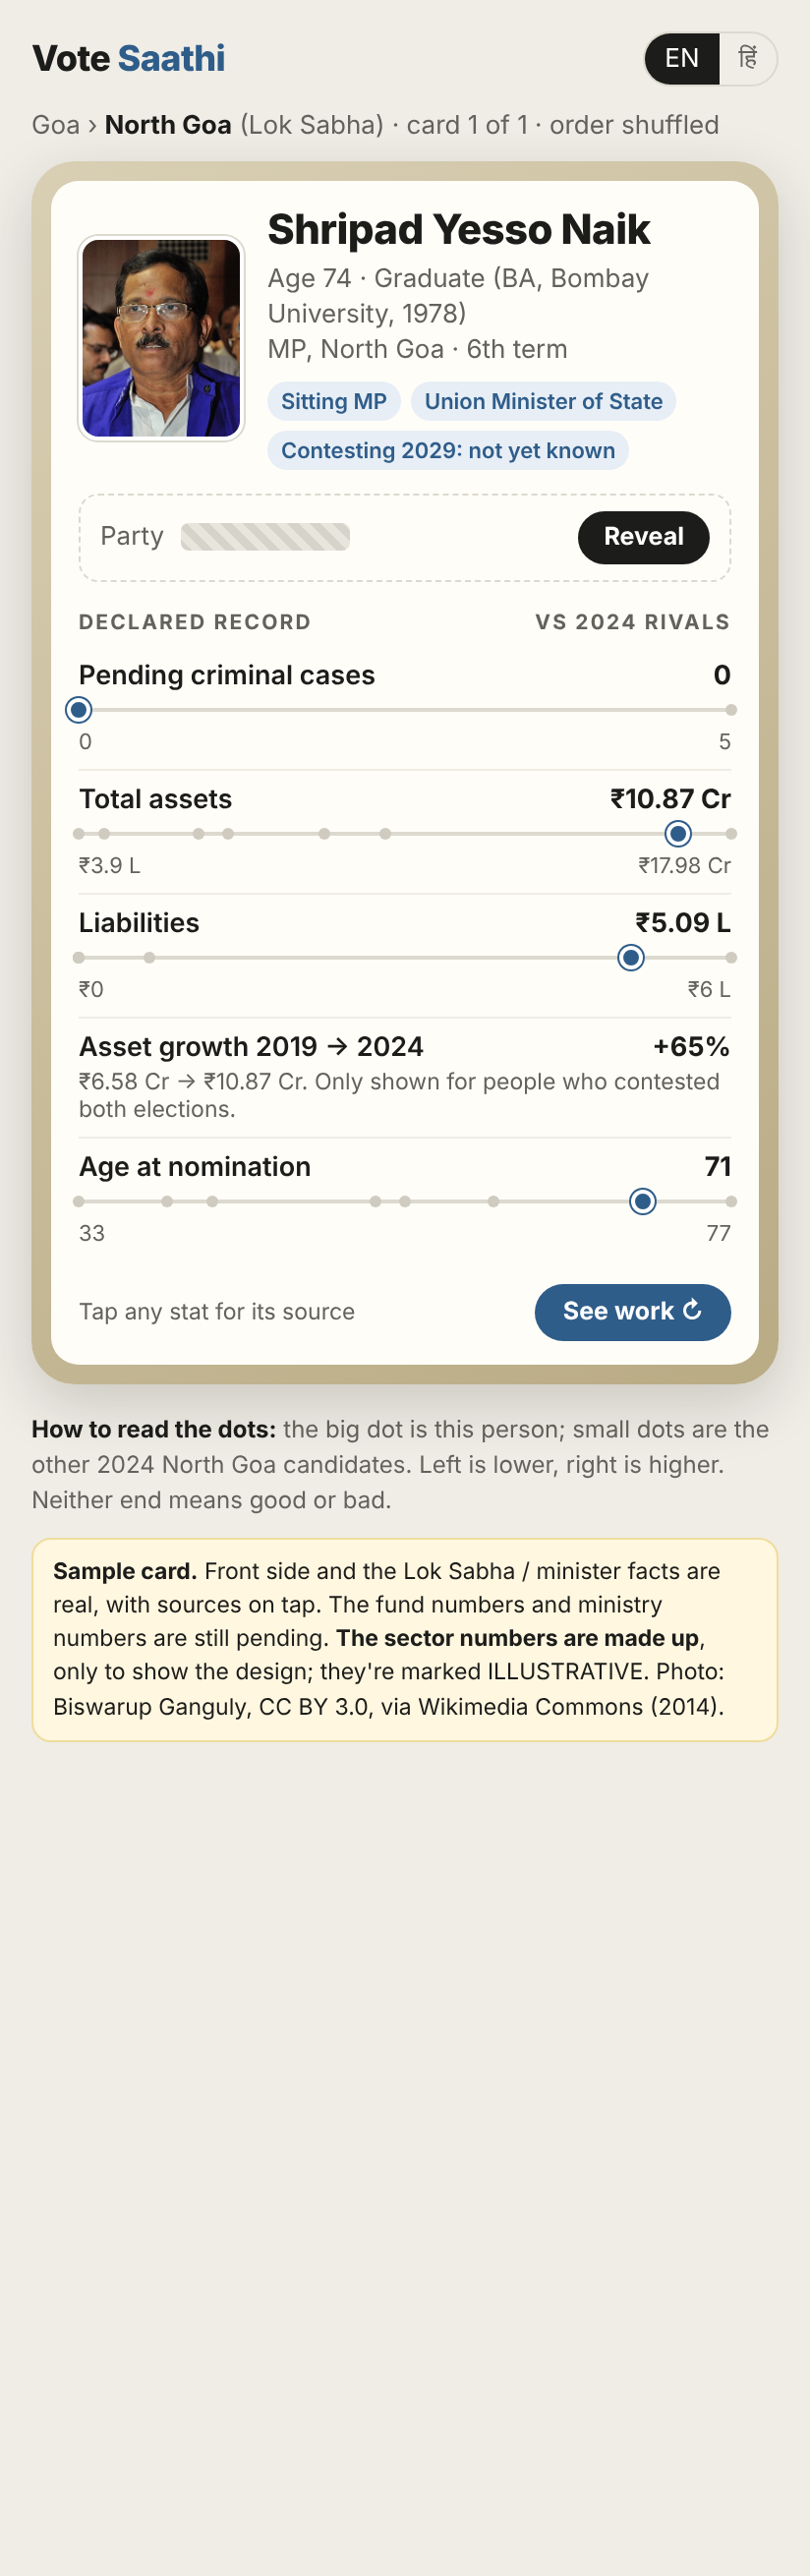 Vote Saathi
EN हिं
Goa › North Goa (Lok Sabha) · card 1 of 1 · order shuffled
Shripad Yesso Naik
Age 74 · Graduate (BA, Bombay
University, 1978)
MP, North Goa · 6th term
Sitting MP Union Minister of State
Contesting 2029: not yet known
Party Reveal
DECLARED RECORD VS 2024 RIVALS
Pending criminal cases 0
0 5
Total assets ₹10.87 Cr
₹3.9 L ₹17.98 Cr
Liabilities ₹5.09 L
₹0 ₹6 L
Asset growth 2019 → 2024 +65%
₹6.58 Cr → ₹10.87 Cr. Only shown for people who contested
both elections.
Age at nomination 71
33 77
Tap any stat for its source See work ↻
How to read the dots: the big dot is this person; small dots are the
other 2024 North Goa candidates. Left is lower, right is higher.
Neither end means good or bad.
Sample card. Front side and the Lok Sabha / minister facts are
real, with sources on tap. The fund numbers and ministry
numbers are still pending. The sector numbers are made up,
only to show the design; they're marked ILLUSTRATIVE. Photo:
Biswarup Ganguly, CC BY 3.0, via Wikimedia Commons (2014).